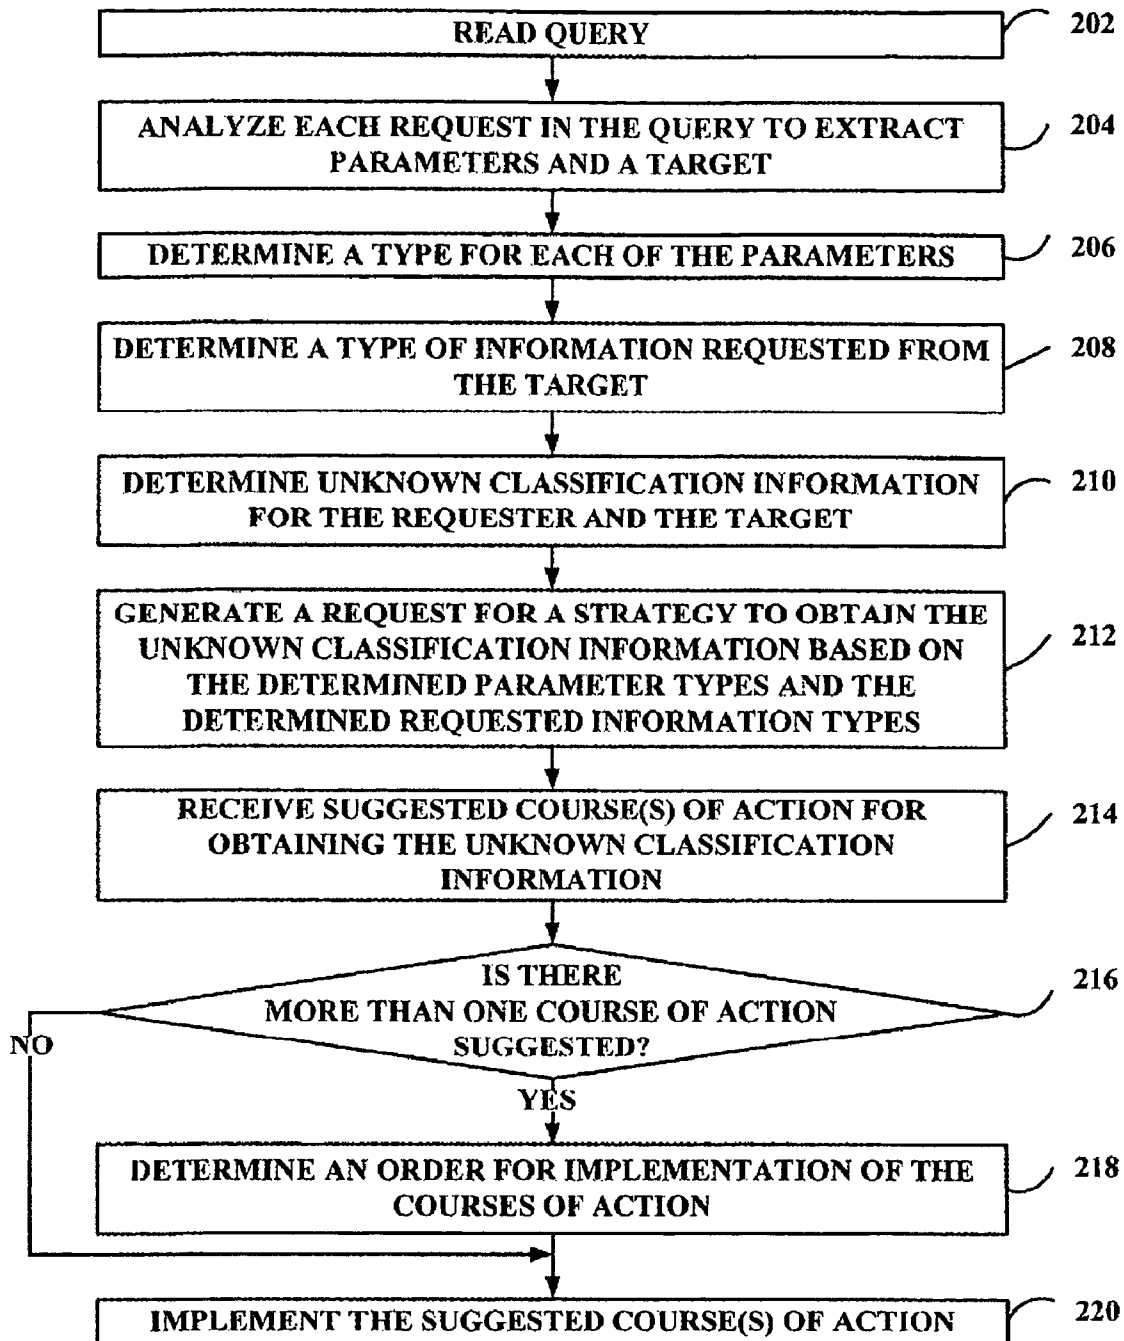 READ QUERY
202
ANALYZE EACH REQUEST IN THE QUERY TO EXTRACT
PARAMETERS AND A TARGET
204
DETERMINE A TYPE FOR EACH OF THE PARAMETERS
206
DETERMINE A TYPE OF INFORMATION REQUESTED FROM
THE TARGET
208
DETERMINE UNKNOWN CLASSIFICATION INFORMATION
FOR THE REQUESTER AND THE TARGET
210
GENERATE A REQUEST FOR A STRATEGY TO OBTAIN THE
UNKNOWN CLASSIFICATION INFORMATION BASED ON
THE DETERMINED PARAMETER TYPES AND THE
DETERMINED REQUESTED INFORMATION TYPES
212
RECEIVE SUGGESTED COURSE(S) OF ACTION FOR
OBTAINING THE UNKNOWN CLASSIFICATION
INFORMATION
214
IS THERE
MORE THAN ONE COURSE OF ACTION
SUGGESTED?
216
NO
YES
DETERMINE AN ORDER FOR IMPLEMENTATION OF THE
COURSES OF ACTION
218
IMPLEMENT THE SUGGESTED COURSE(S) OF ACTION
220